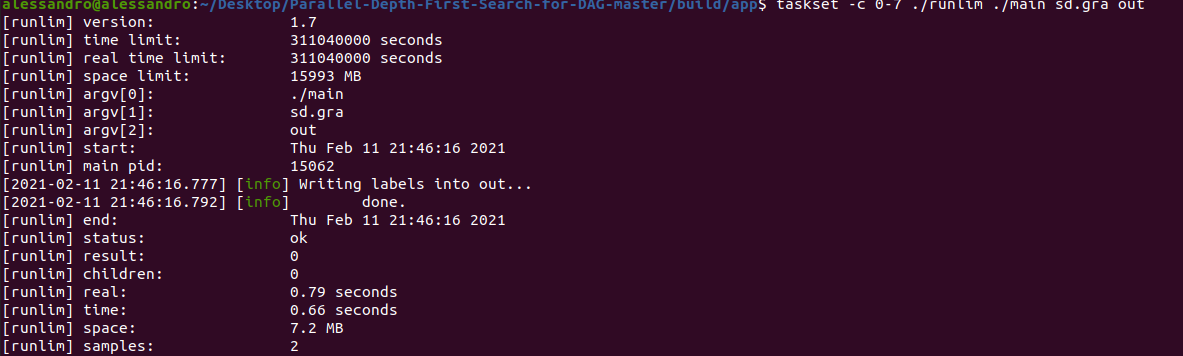 alessandro@alessandro:~/Desktop/Parallel-Depth-First-Search-for-DAG-master/build/app$ taskset -c 0-7 ./runlim ./main sd.gra out
[runlim] version: 1.7
[runlim] time limit: 311040000 seconds
[runlim] real time limit: 311040000 seconds
[runlim] space limit: 15993 MB
[runlim] argv[0]: ./main
[runlim] argv[1]: sd.gra
[runlim] argv[2]: out
[runlim] start: Thu Feb 11 21:46:16 2021
[runlim] main pid: 15062
[2021-02-11 21:46:16.777] [info] Writing labels into out...
[2021-02-11 21:46:16.792] [info] done.
[runlim] end: Thu Feb 11 21:46:16 2021
[runlim] status: ok
[runlim] result: 0
[runlim] children: 0
[runlim] real: 0.79 seconds
[runlim] time: 0.66 seconds
[runlim] space: 7.2 MB
[runlim] samples: 2